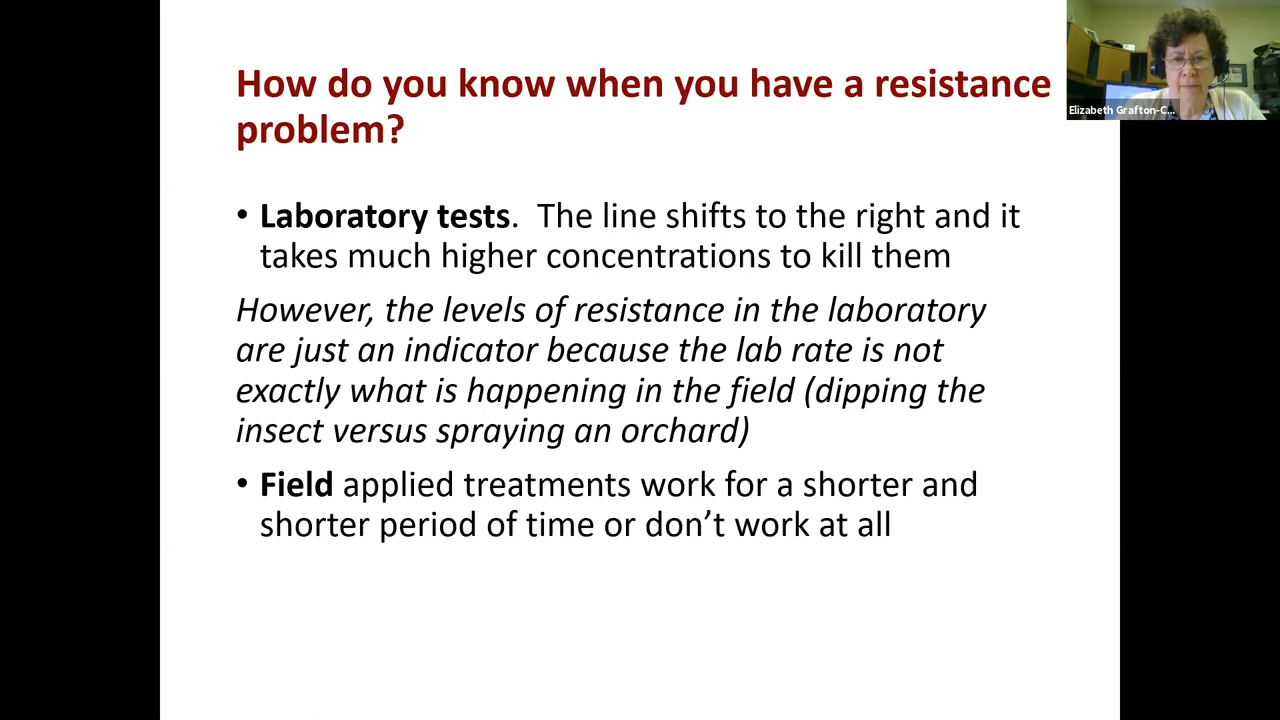 How do you know when you have a resistance
problem?
Elizabeth Grafton-C...
• Laboratory tests.  The line shifts to the right and it
takes much higher concentrations to kill them
However, the levels of resistance in the laboratory
are just an indicator because the lab rate is not
exactly what is happening in the field (dipping the
insect versus spraying an orchard)
• Field applied treatments work for a shorter and
shorter period of time or don’t work at all